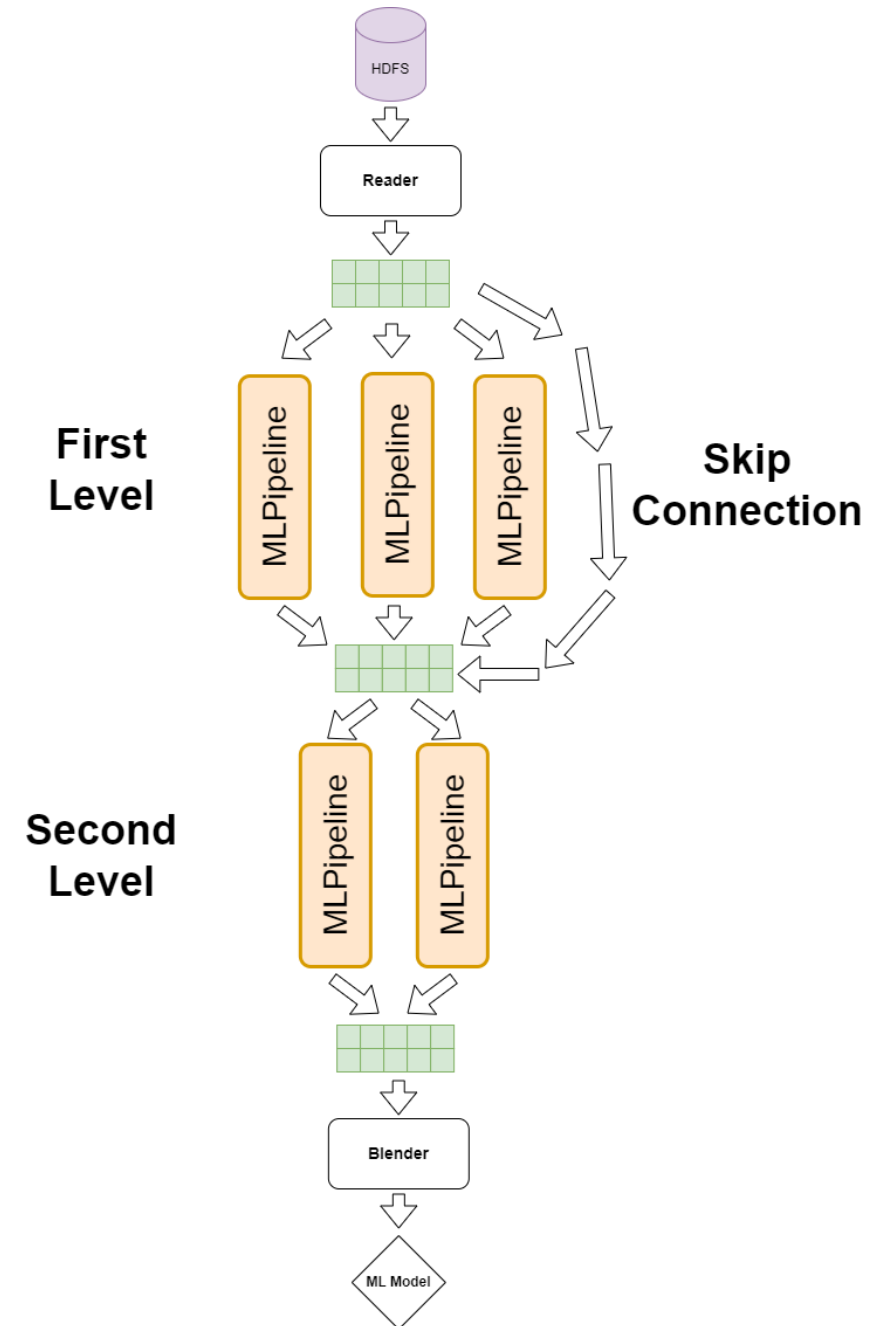 HDFS
Reader
First
Level
MLPipeline
MLPipeline
MLPipeline
Skip
Connection
Second
Level
MLPipeline
MLPipeline
Blender
ML Model